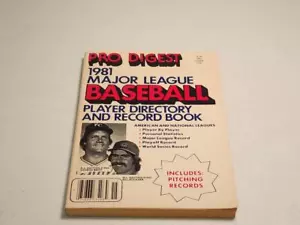 PRO DIGEST
1981
MAJOR LEAGUE
BASEBALL
PLAYER DIRECTORY
AND RECORD BOOK
AMERICAN AND NATIONAL LEAGUES
• Player By Player
• Personal Statistics
• Major League Record
• Playoff Record
• World Series Record
INCLUDES:
PITCHING
RECORDS